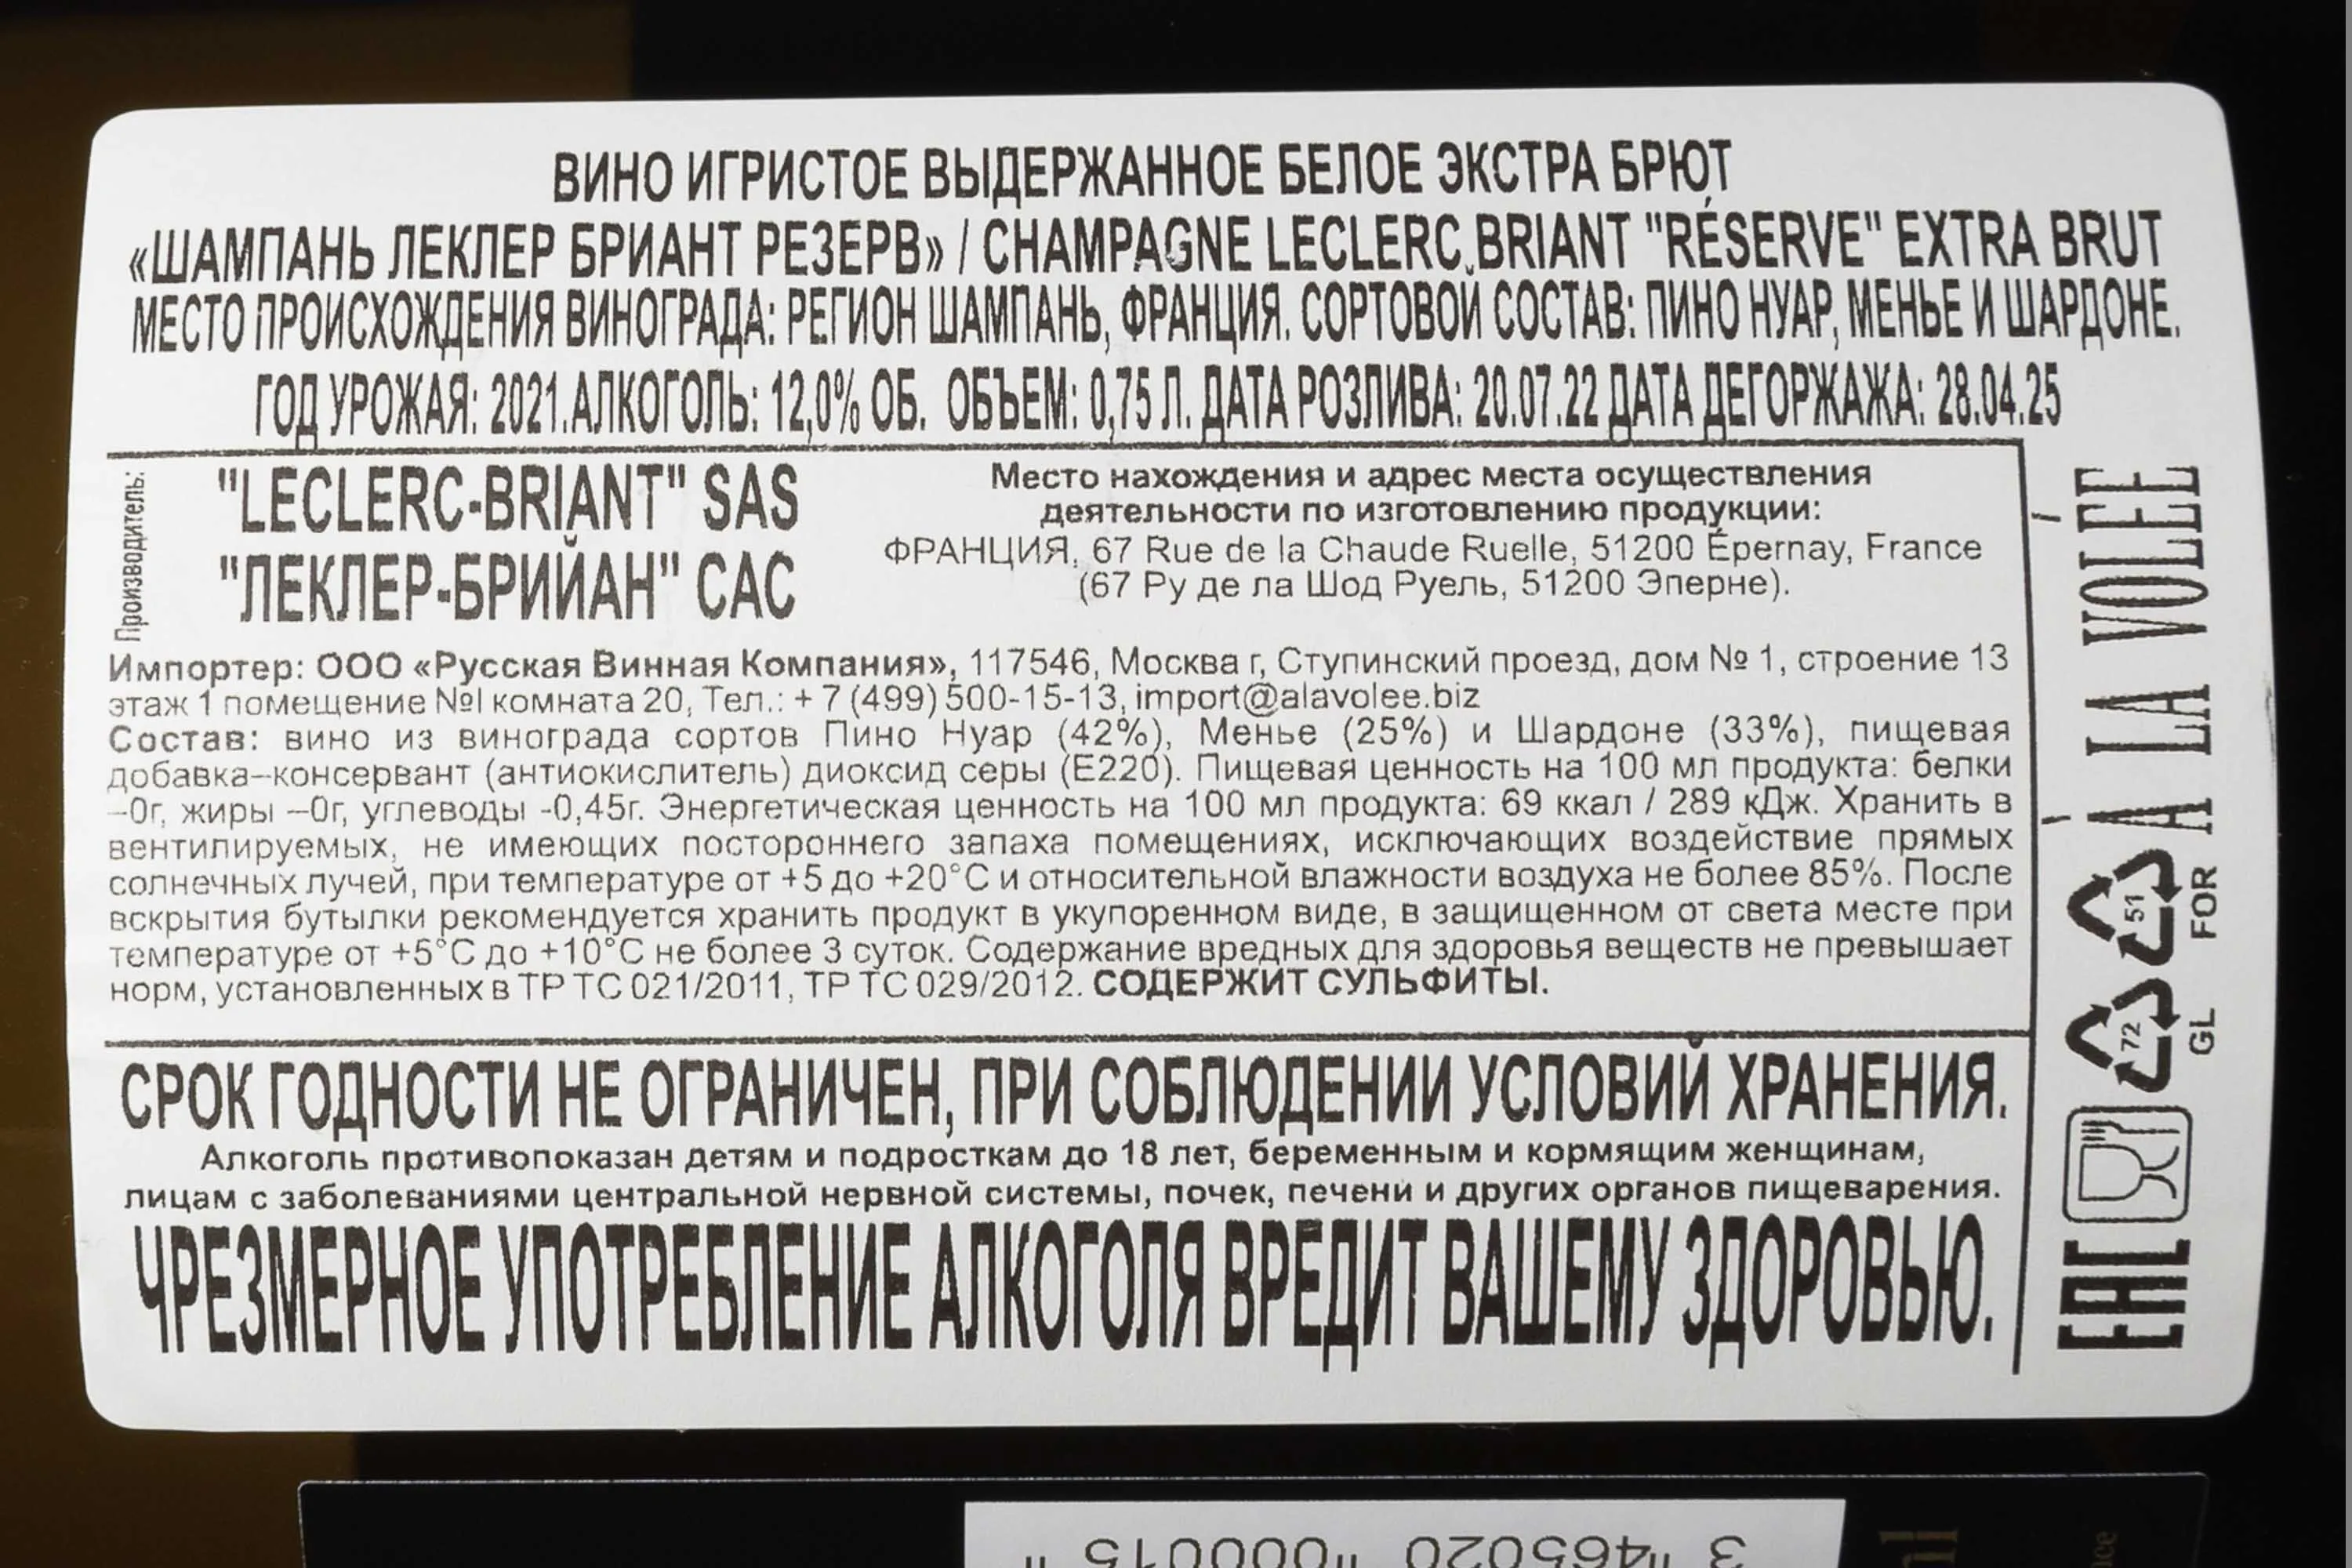 ВИНО ИГРИСТОЕ ВЫДЕРЖАННОЕ БЕЛОЕ ЭКСТРА БРЮТ
«ШАМПАНЬ ЛЕКЛЕР БРИАНТ РЕЗЕРВ» / CHAMPAGNE LECLERC BRIANT "RÉSERVE" EXTRA BRUT
МЕСТО ПРОИСХОЖДЕНИЯ ВИНОГРАДА: РЕГИОН ШАМПАНЬ, ФРАНЦИЯ. СОРТОВОЙ СОСТАВ: ПИНО НУАР, МЕНЬЕ И ШАРДОНЕ.
ГОД УРОЖАЯ: 2021.АЛКОГОЛЬ: 12,0% ОБ. ОБЪЕМ: 0,75 Л. ДАТА РОЗЛИВА: 20.07.22 ДАТА ДЕГОРЖАЖА: 28.04.25
Производитель:
"LECLERC-BRIANT" SAS
"ЛЕКЛЕР-БРИЙАН" САС
Место нахождения и адрес места осуществления
деятельности по изготовлению продукции:
ФРАНЦИЯ, 67 Rue de la Chaude Ruelle, 51200 Épernay, France
(67 Ру де ла Шод Руель, 51200 Эперне).
Импортер: ООО «Русская Винная Компания», 117546, Москва г, Ступинский проезд, дом № 1, строение 13
этаж 1 помещение №I комната 20, Тел.: + 7 (499) 500-15-13, import@alavolee.biz
Состав: вино из винограда сортов Пино Нуар (42%), Менье (25%) и Шардоне (33%), пищевая
добавка–консервант (антиокислитель) диоксид серы (Е220). Пищевая ценность на 100 мл продукта: белки
–0г, жиры –0г, углеводы -0,45г. Энергетическая ценность на 100 мл продукта: 69 ккал / 289 кДж. Хранить в
вентилируемых, не имеющих постороннего запаха помещениях, исключающих воздействие прямых
солнечных лучей, при температуре от +5 до +20°С и относительной влажности воздуха не более 85%. После
вскрытия бутылки рекомендуется хранить продукт в укупоренном виде, в защищенном от света месте при
температуре от +5°С до +10°С не более 3 суток. Содержание вредных для здоровья веществ не превышает
норм, установленных в ТР ТС 021/2011, ТР ТС 029/2012. СОДЕРЖИТ СУЛЬФИТЫ.
СРОК ГОДНОСТИ НЕ ОГРАНИЧЕН, ПРИ СОБЛЮДЕНИИ УСЛОВИЙ ХРАНЕНИЯ.
Алкоголь противопоказан детям и подросткам до 18 лет, беременным и кормящим женщинам,
лицам с заболеваниями центральной нервной системы, почек, печени и других органов пищеварения.
ЧРЕЗМЕРНОЕ УПОТРЕБЛЕНИЕ АЛКОГОЛЯ ВРЕДИТ ВАШЕМУ ЗДОРОВЬЮ.
À LA VOLÉE
51
FOR
72
GL
EAC
3 "465020 "000015 "